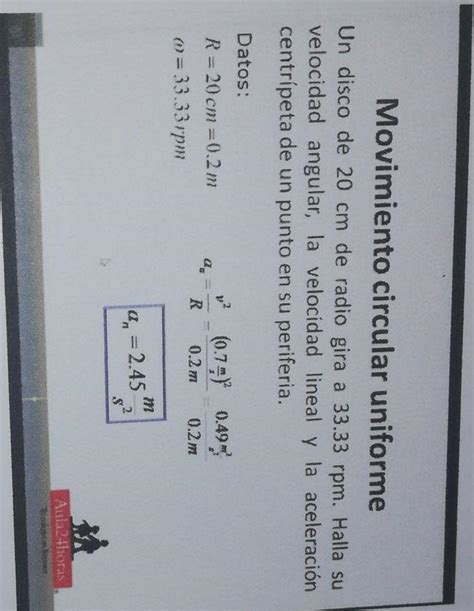 Movimiento circular uniforme
Un disco de 20 cm de radio gira a 33.33 rpm. Halla su
velocidad angular, la velocidad lineal y la aceleración
centrípeta de un punto en su periferia.
Datos:
R = 20 cm = 0.2 m
ω = 33.33 rpm
aₙ = v²/R = (0.7 m/s)²/0.2 m = 0.49 m²/s²/0.2 m
aₙ = 2.45 m/s²
Aula24horas